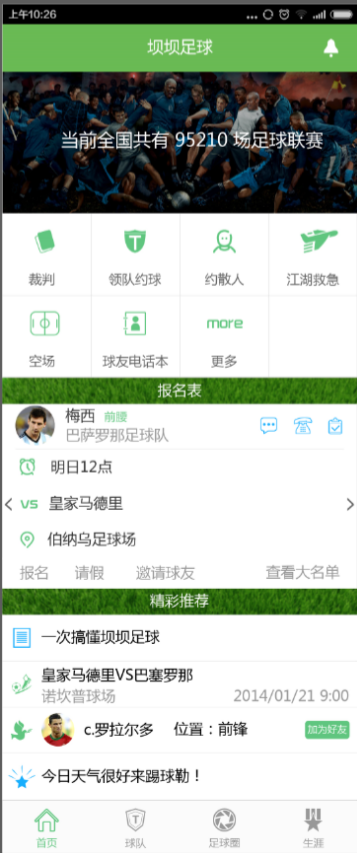 上午10:26
坝坝足球
当前全国共有 95210 场足球联赛
裁判 领队约球 约散人 江湖救急
more
空场 球友电话本 更多
报名表
梅西 前腰
巴萨罗那足球队
明日12点
VS 皇家马德里
伯纳乌足球场
报名 请假 邀请球友 查看大名单
精彩推荐
一次搞懂坝坝足球
皇家马德里VS巴塞罗那
诺坎普球场 2014/01/21 9:00
c.罗拉尔多 位置：前锋 加为好友
今日天气很好来踢球勒！
首页 球队 足球圈 生涯